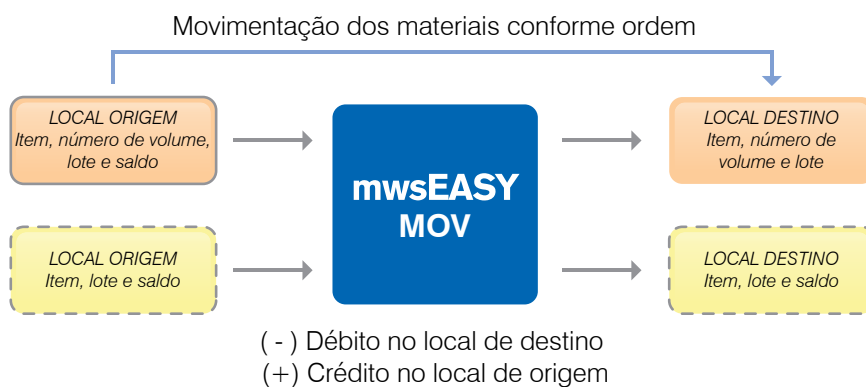 Movimentação dos materiais conforme ordem
LOCAL ORIGEM
Item, número de volume,
lote e saldo
mwsEASY
MOV
LOCAL DESTINO
Item, número de
volume e lote
LOCAL ORIGEM
Item, lote e saldo
LOCAL DESTINO
Item, lote e saldo
( - ) Débito no local de destino
(+) Crédito no local de origem